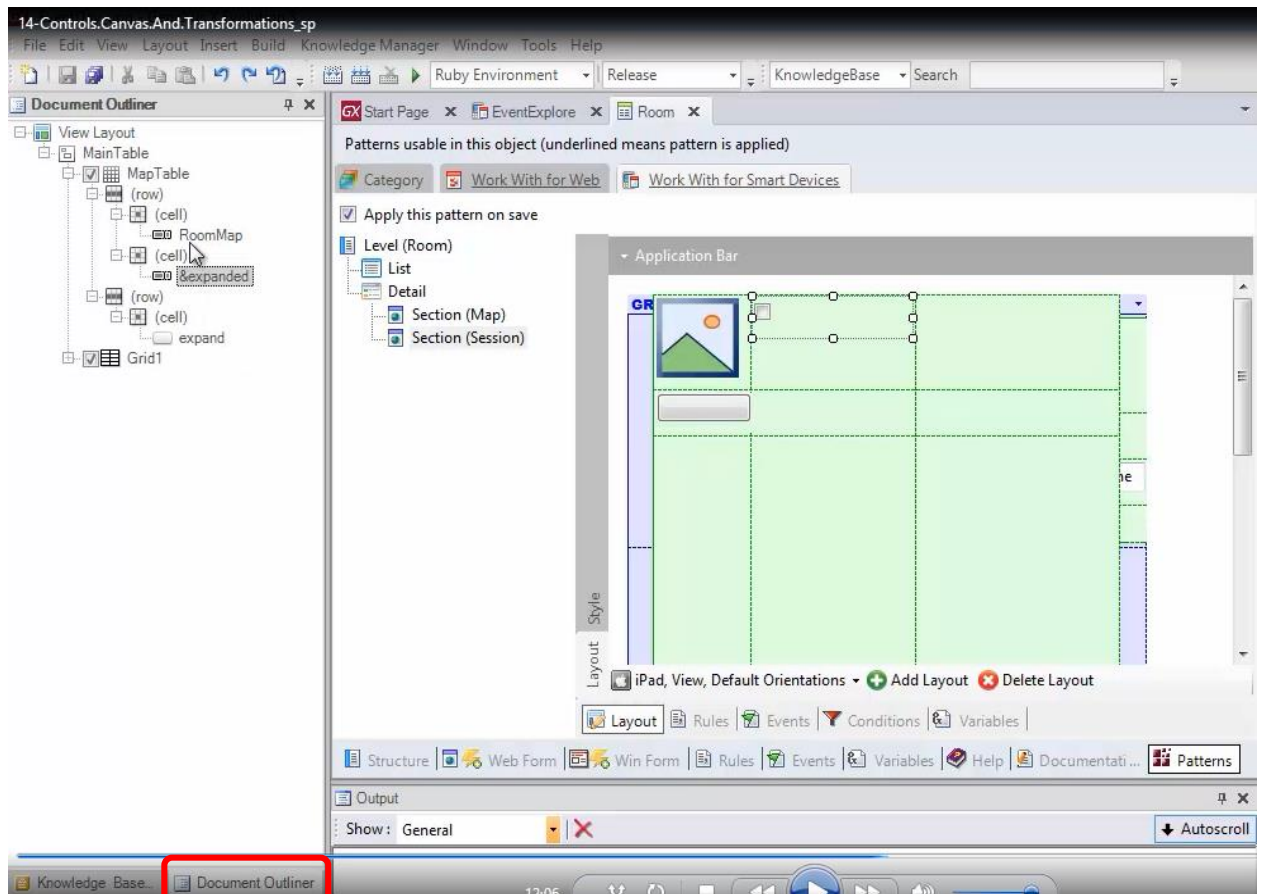 14-Controls.Canvas.And.Transformations_sp
File Edit View Layout Insert Build Knowledge Manager Window Tools Help
Ruby Environment Release KnowledgeBase Search
Document Outliner
View Layout
MainTable
MapTable
(row)
(cell)
RoomMap
(cell)
&expanded
(row)
(cell)
expand
Grid1
GX Start Page EventExplore Room
Patterns usable in this object (underlined means pattern is applied)
Category Work With for Web Work With for Smart Devices
Apply this pattern on save
Level (Room)
List
Detail
Section (Map)
Section (Session)
Application Bar
GR
ne
Style
Layout
iPad, View, Default Orientations Add Layout Delete Layout
Layout Rules Events Conditions Variables
Structure Web Form Win Form Rules Events Variables Help Documentati ... Patterns
Output
Show: General Autoscroll
Knowledge Base... Document Outliner
12:06